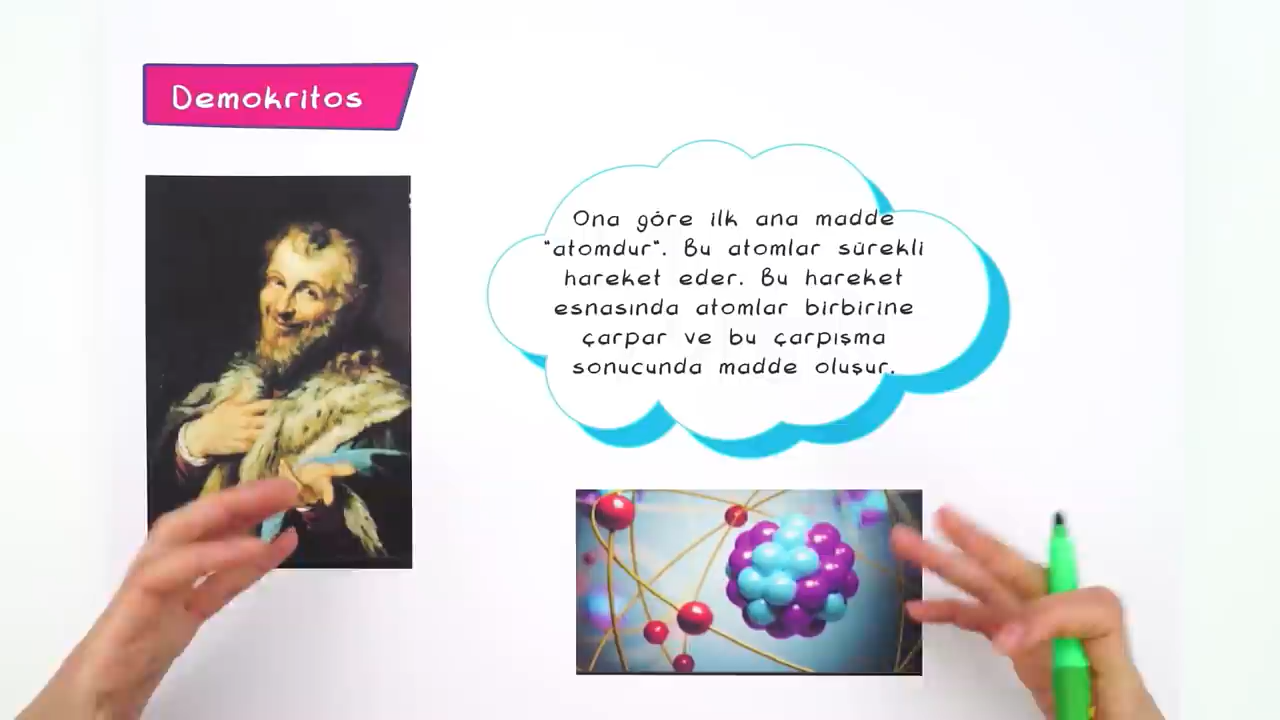 Demokritos
Ona göre ilk ana madde
"atomdur". Bu atomlar sürekli
hareket eder. Bu hareket
esnasında atomlar birbirine
çarpar ve bu çarpışma
sonucunda madde oluşur.